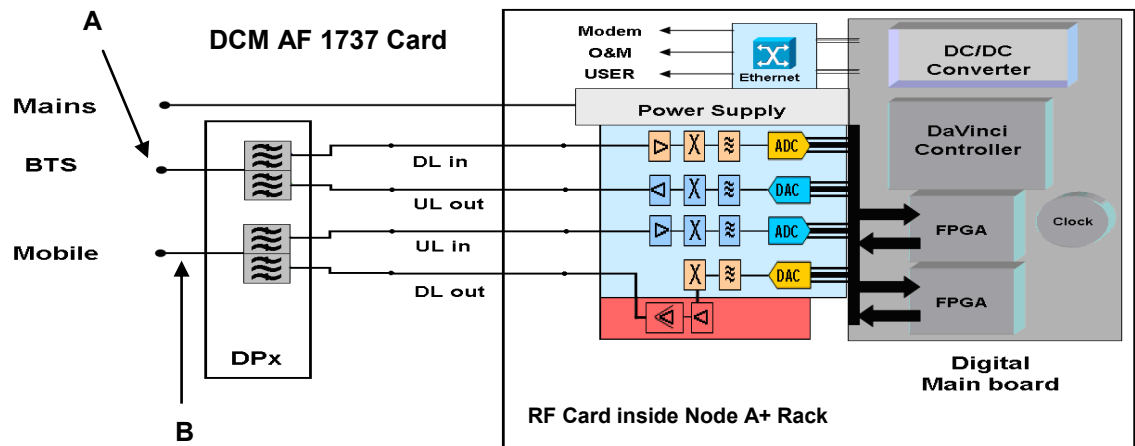 A
DCM AF 1737 Card
Modem
O&M
USER
Ethernet
DC/DC
Converter
Mains
Power Supply
DaVinci
Controller
BTS
DL in
ADC
UL out
DAC
Mobile
UL in
ADC
FPGA
Clock
DL out
DAC
FPGA
DPx
Digital
Main board
B
RF Card inside Node A+ Rack